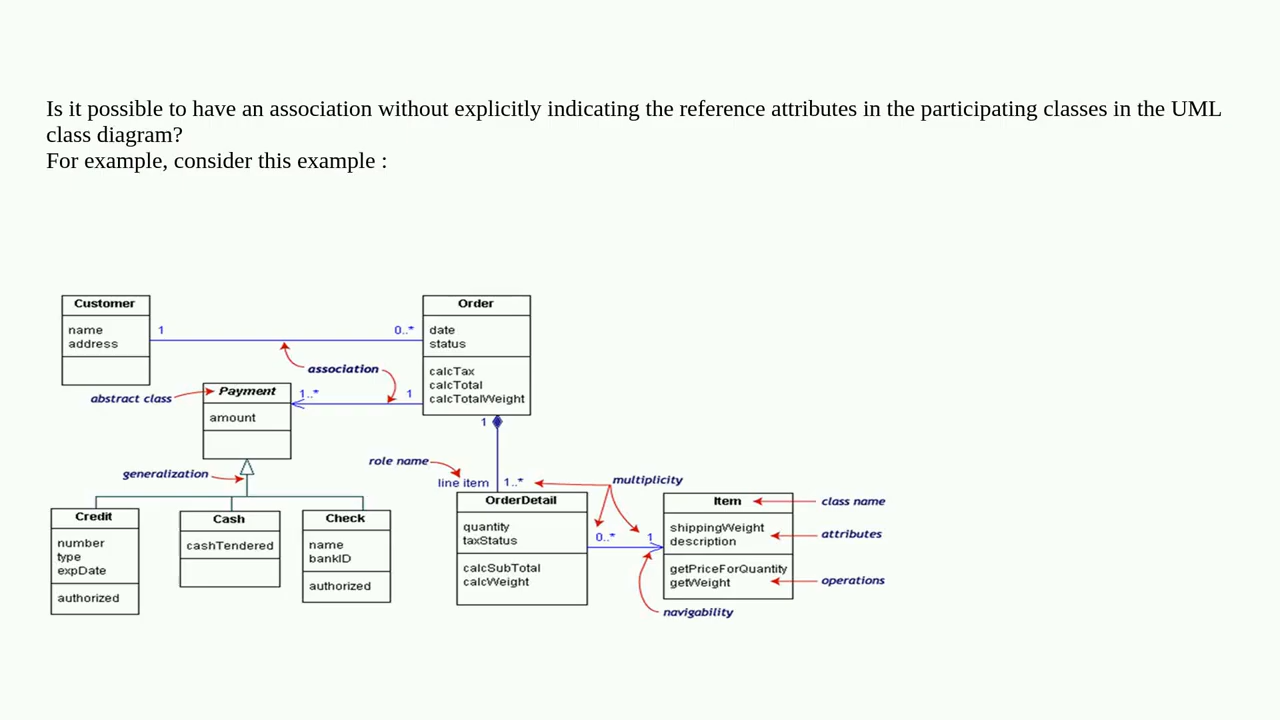 Is it possible to have an association without explicitly indicating the reference attributes in the participating classes in the UML
class diagram?
For example, consider this example :
Customer
name
address
1
0..*
Order
date
status
calcTax
calcTotal
calcTotalWeight
association
abstract class
Payment
amount
1..*
1
1
generalization
role name
line item
1..*
multiplicity
Credit
number
type
expDate
authorized
Cash
cashTendered
Check
name
bankID
authorized
OrderDetail
quantity
taxStatus
calcSubTotal
calcWeight
0..*
1
Item
shippingWeight
description
getPriceForQuantity
getWeight
class name
attributes
operations
navigability